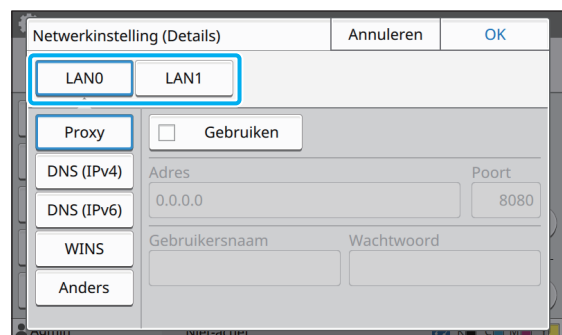 Netwerkinstelling (Details) Annuleren OK
LAN0 LAN1
Proxy Gebruiken
DNS (IPv4) Adres Poort
0.0.0.0 8080
DNS (IPv6)
WINS Gebruikersnaam Wachtwoord
Anders
Admin